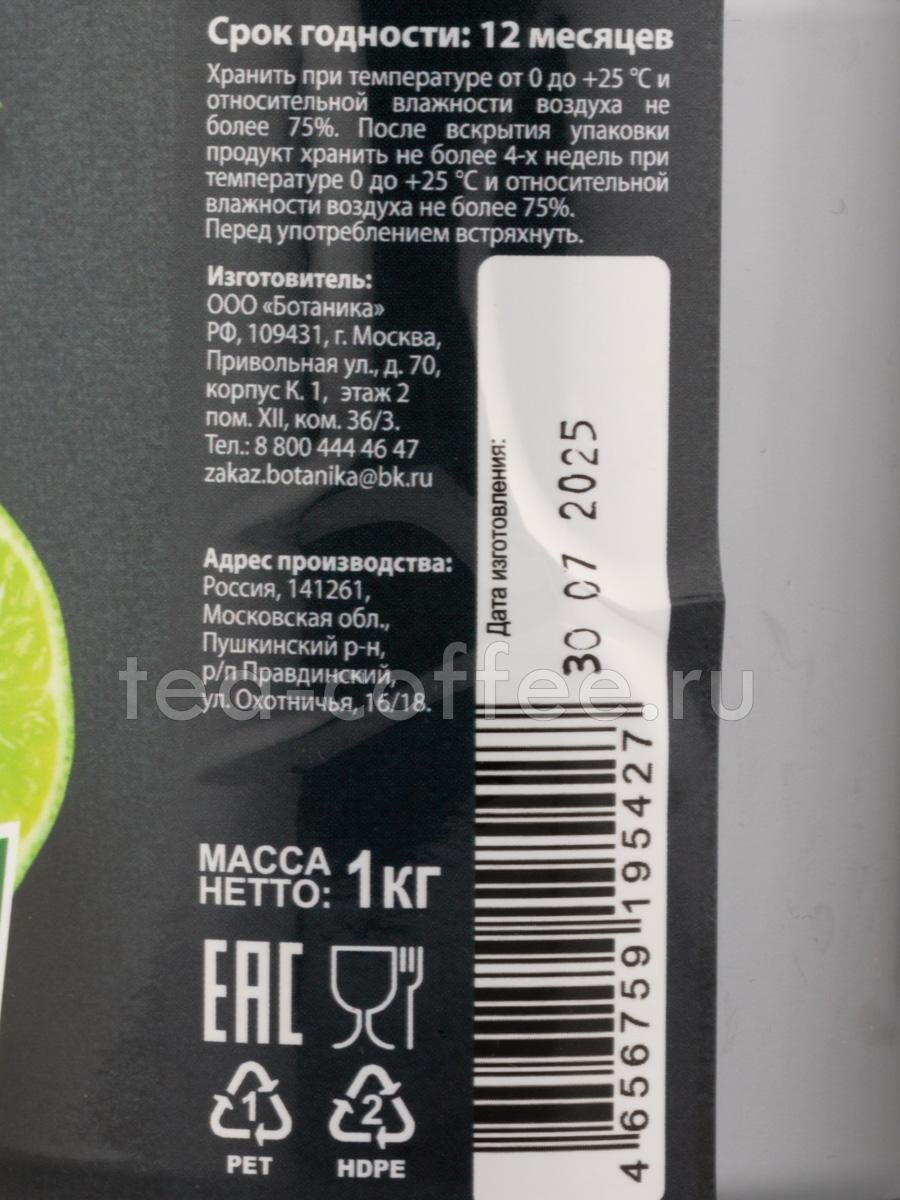 Срок годности: 12 месяцев
Хранить при температуре от 0 до +25 °С и
относительной влажности воздуха не
более 75%. После вскрытия упаковки
продукт хранить не более 4-х недель при
температуре 0 до +25 °С и относительной
влажности воздуха не более 75%.
Перед употреблением встряхнуть.
Изготовитель:
ООО «Ботаника»
РФ, 109431, г. Москва,
Привольная ул., д. 70,
корпус К. 1, этаж 2
пом. XII, ком. 36/3.
Тел.: 8 800 444 46 47
zakaz.botanika@bk.ru
Адрес производства:
Россия, 141261,
Московская обл.,
Пушкинский р-н,
р/п Правдинский,
ул. Охотничья, 16/18.
Дата изготовления:
30 07 2025
tea-coffee.ru
МАССА
НЕТТО: 1кг
EAC
1
PET
2
HDPE
4 656759 195427